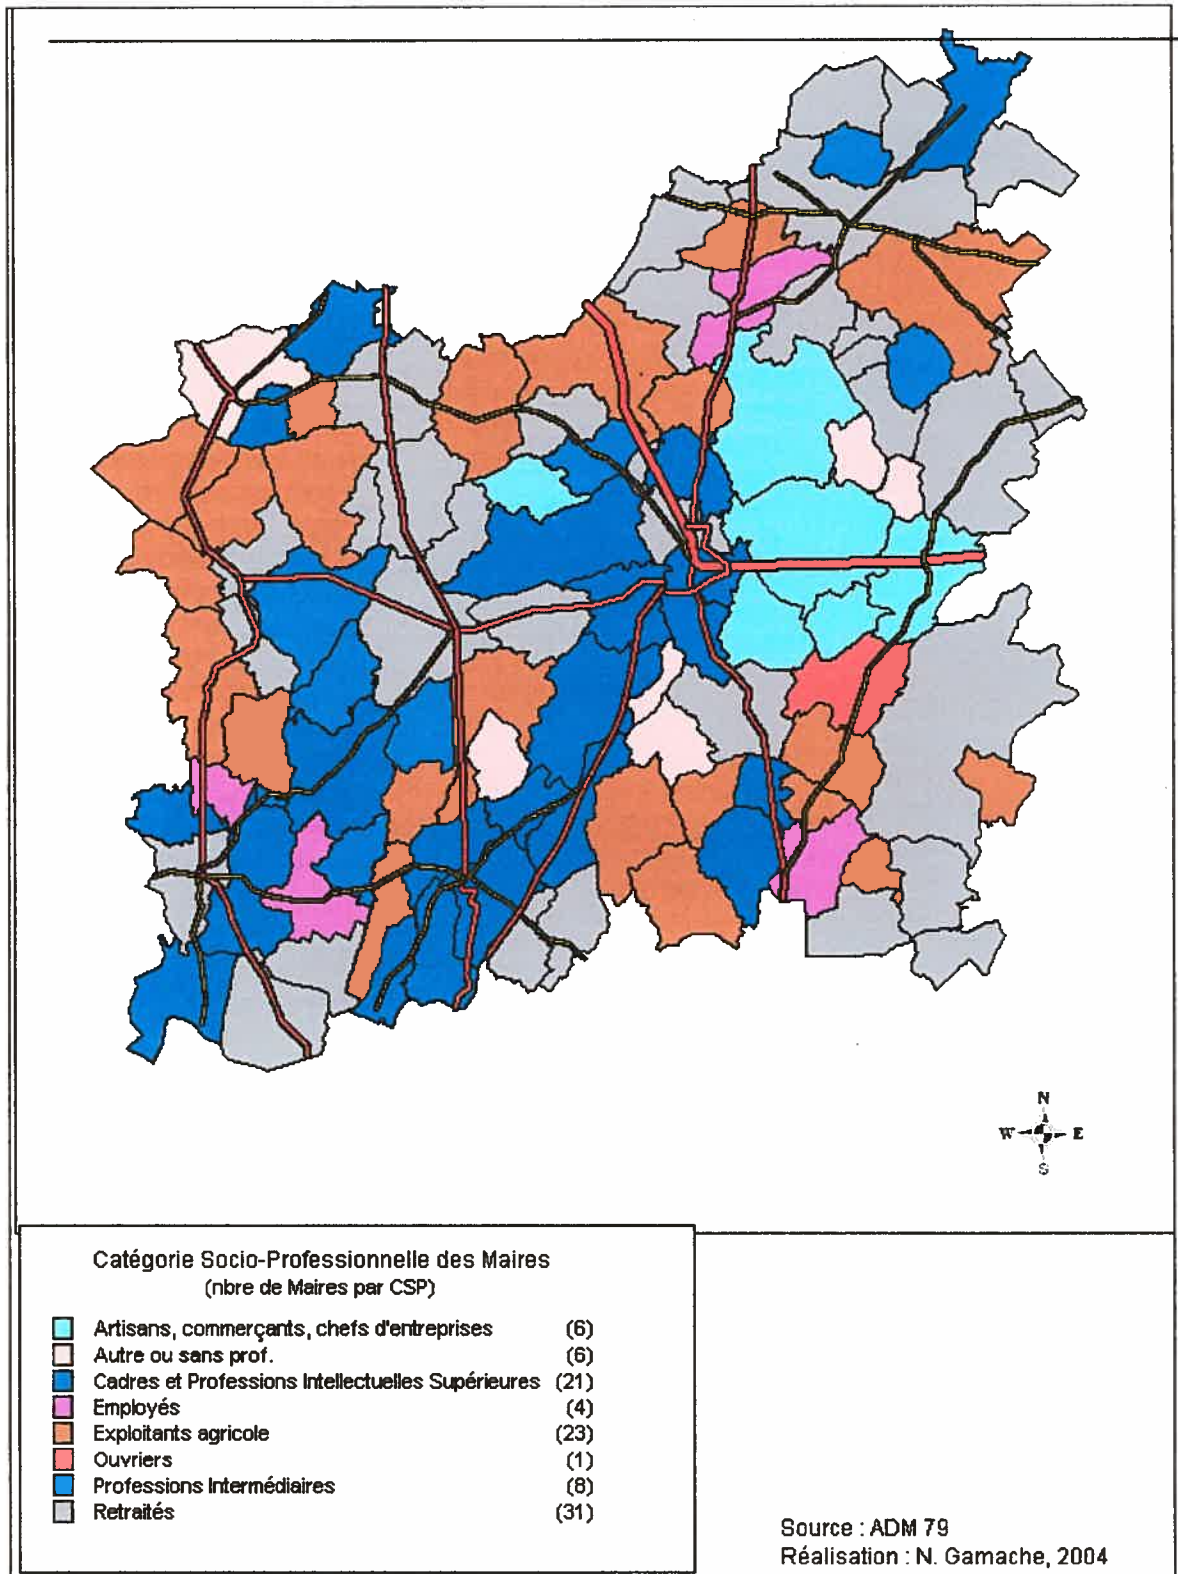 N
W E
S
Catégorie Socio-Professionnelle des Maires
(nbre de Maires par CSP)
Artisans, commerçants, chefs d'entreprises (6)
Autre ou sans prof. (6)
Cadres et Professions Intellectuelles Supérieures (21)
Employés (4)
Exploitants agricole (23)
Ouvriers (1)
Professions Intermédiaires (8)
Retraités (31)
Source : ADM 79
Réalisation : N. Gamache, 2004